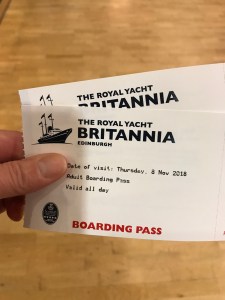 THE ROYAL YACHT
BRITANNIA
THE ROYAL YACHT
BRITANNIA
EDINBURGH
Date of visit: Thursday, 8 Nov 2018
Adult Boarding Pass
Valid all day
BOARDING PASS